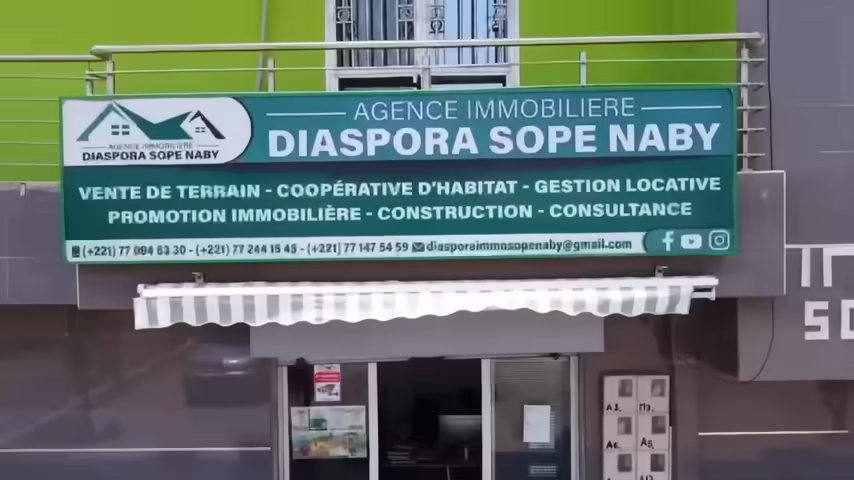 AGENCE IMMOBILIERE
DIASPORA SOPE NABY
AGENCE IMMOBILIERE
DIASPORA SOPE NABY
VENTE DE TERRAIN - COOPÉRATIVE D'HABITAT - GESTION LOCATIVE
PROMOTION IMMOBILIÈRE - CONSTRUCTION - CONSULTANCE
(+221) 77 094 63 30 - (+221) 77 244 15 45 - (+221) 77 147 54 59 diasporaimmosopenaby@gmail.com
A5.